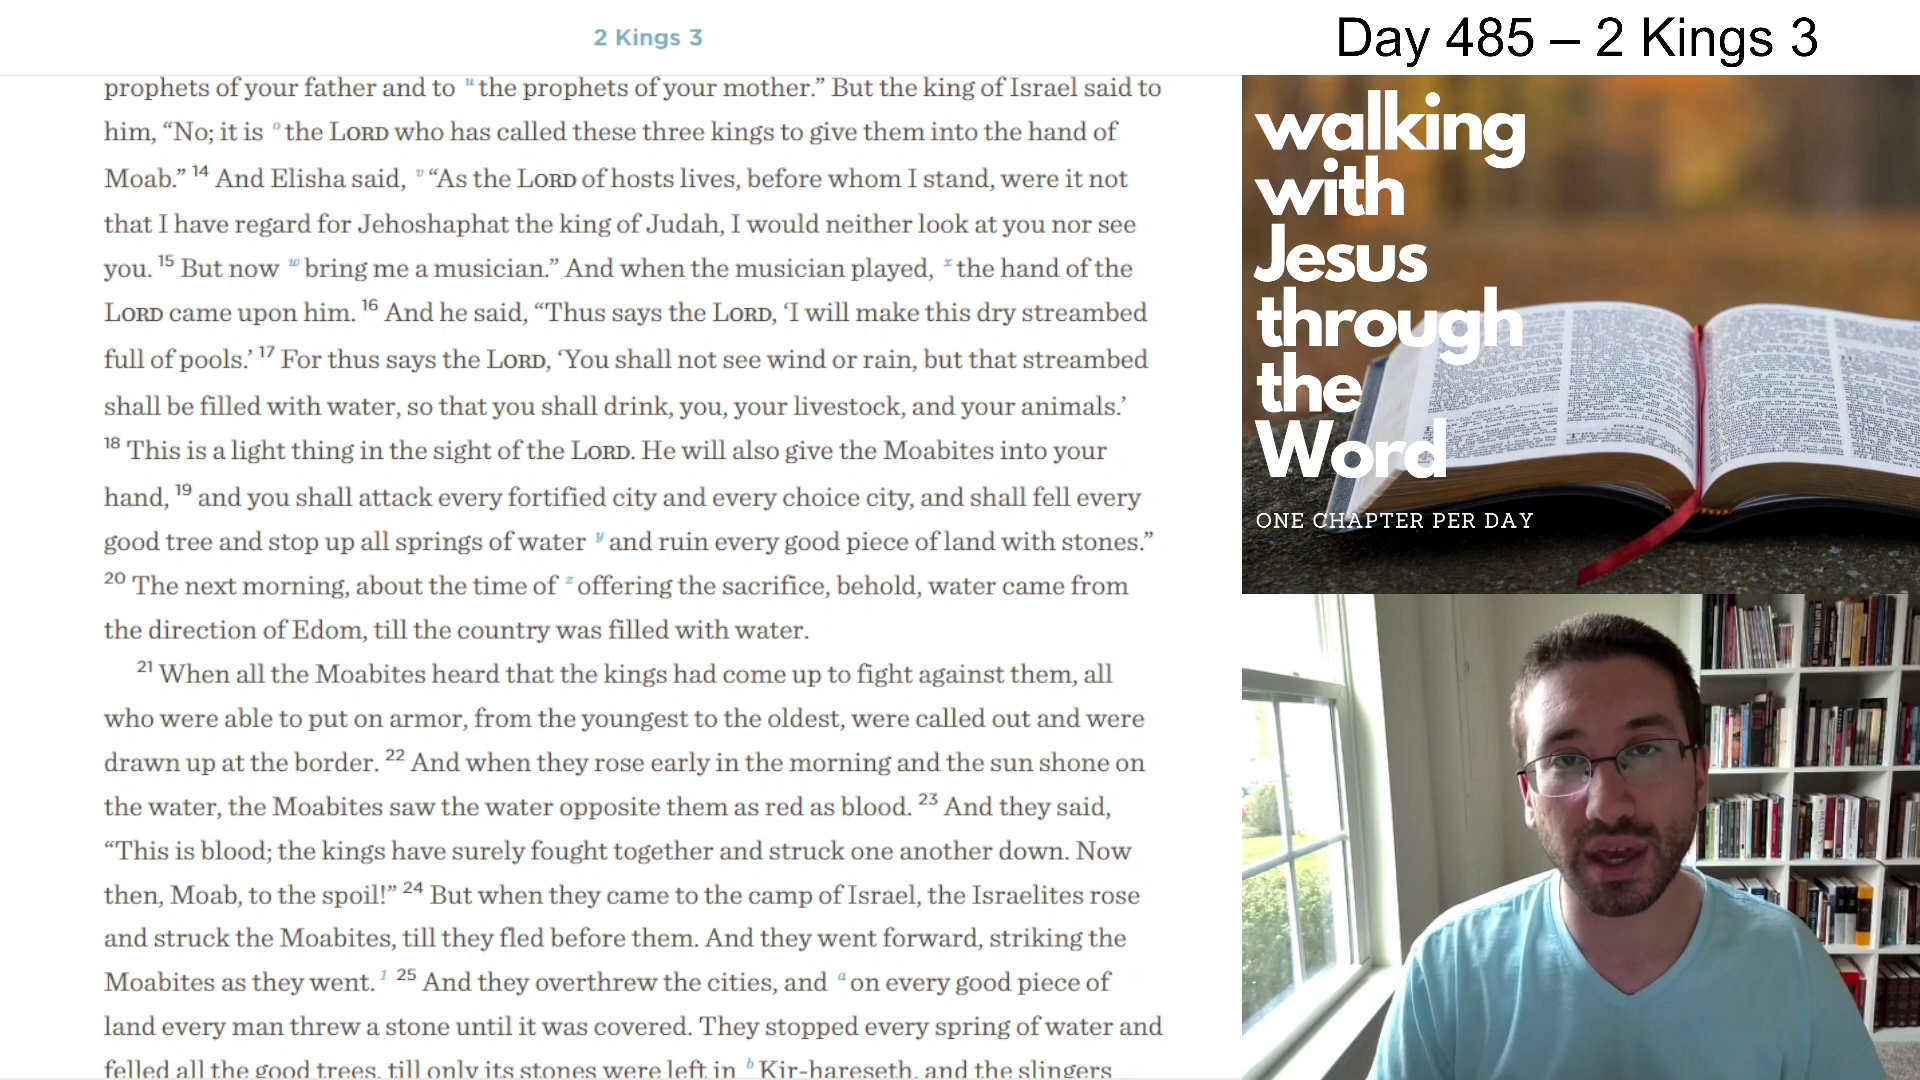 2 Kings 3
Day 485 – 2 Kings 3
prophets of your father and to u the prophets of your mother.” But the king of Israel said to
him, “No; it is o the LORD who has called these three kings to give them into the hand of
Moab.” 14 And Elisha said, v “As the LORD of hosts lives, before whom I stand, were it not
that I have regard for Jehoshaphat the king of Judah, I would neither look at you nor see
you. 15 But now w bring me a musician.” And when the musician played, x the hand of the
LORD came upon him. 16 And he said, “Thus says the LORD, ‘I will make this dry streambed
full of pools.’ 17 For thus says the LORD, ‘You shall not see wind or rain, but that streambed
shall be filled with water, so that you shall drink, you, your livestock, and your animals.’
18 This is a light thing in the sight of the LORD. He will also give the Moabites into your
hand, 19 and you shall attack every fortified city and every choice city, and shall fell every
good tree and stop up all springs of water y and ruin every good piece of land with stones.”
20 The next morning, about the time of z offering the sacrifice, behold, water came from
the direction of Edom, till the country was filled with water.
21 When all the Moabites heard that the kings had come up to fight against them, all
who were able to put on armor, from the youngest to the oldest, were called out and were
drawn up at the border. 22 And when they rose early in the morning and the sun shone on
the water, the Moabites saw the water opposite them as red as blood. 23 And they said,
“This is blood; the kings have surely fought together and struck one another down. Now
then, Moab, to the spoil!” 24 But when they came to the camp of Israel, the Israelites rose
and struck the Moabites, till they fled before them. And they went forward, striking the
Moabites as they went. 1 25 And they overthrew the cities, and a on every good piece of
land every man threw a stone until it was covered. They stopped every spring of water and
felled all the good trees, till only its stones were left in b Kir-hareseth, and the slingers
walking
with
Jesus
through
the
Word
ONE CHAPTER PER DAY